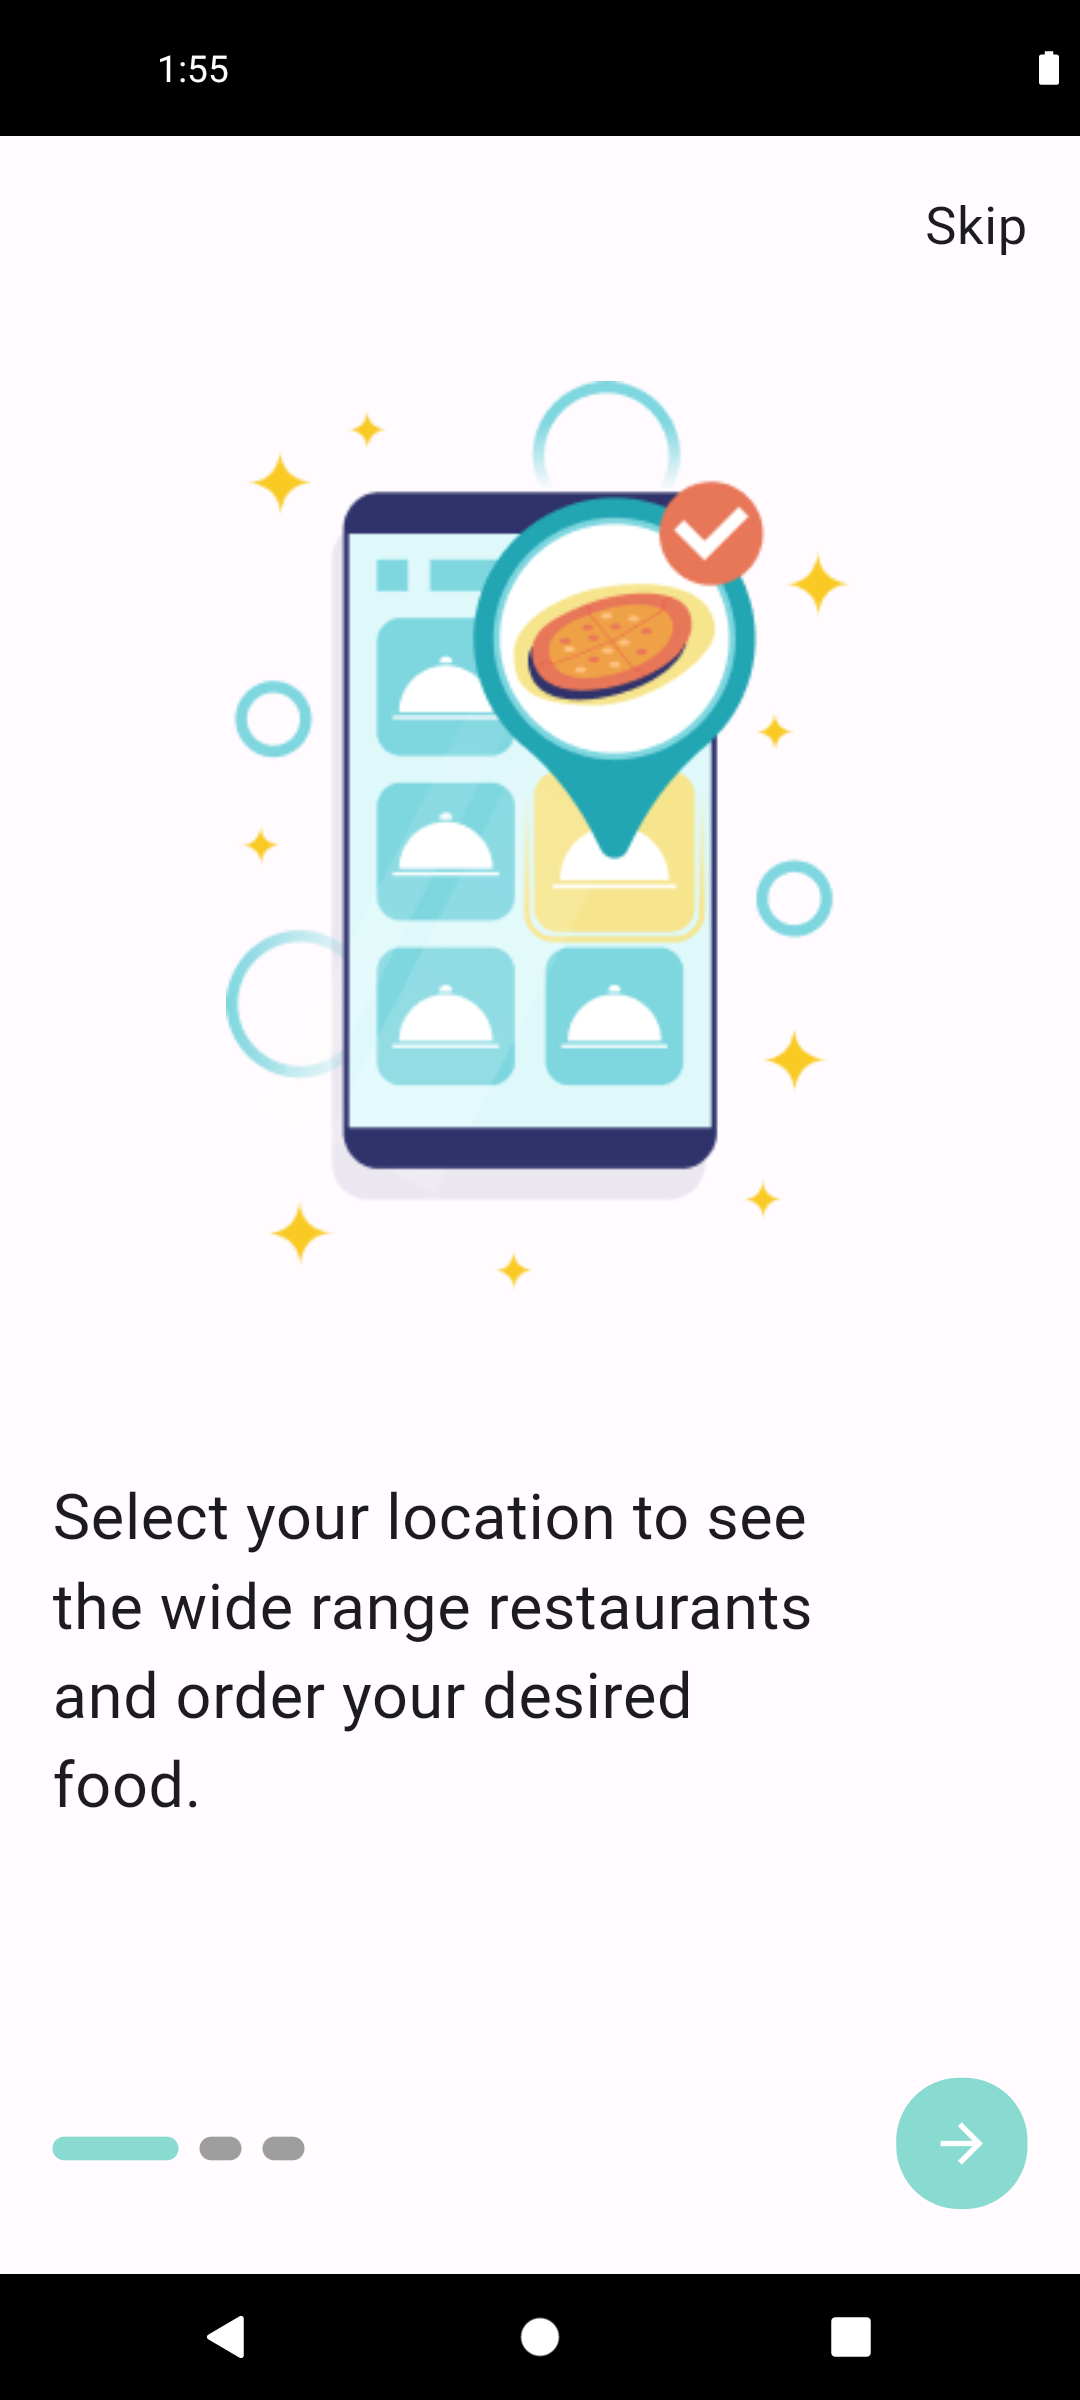 1:55
Skip
Select your location to see
the wide range restaurants
and order your desired
food.